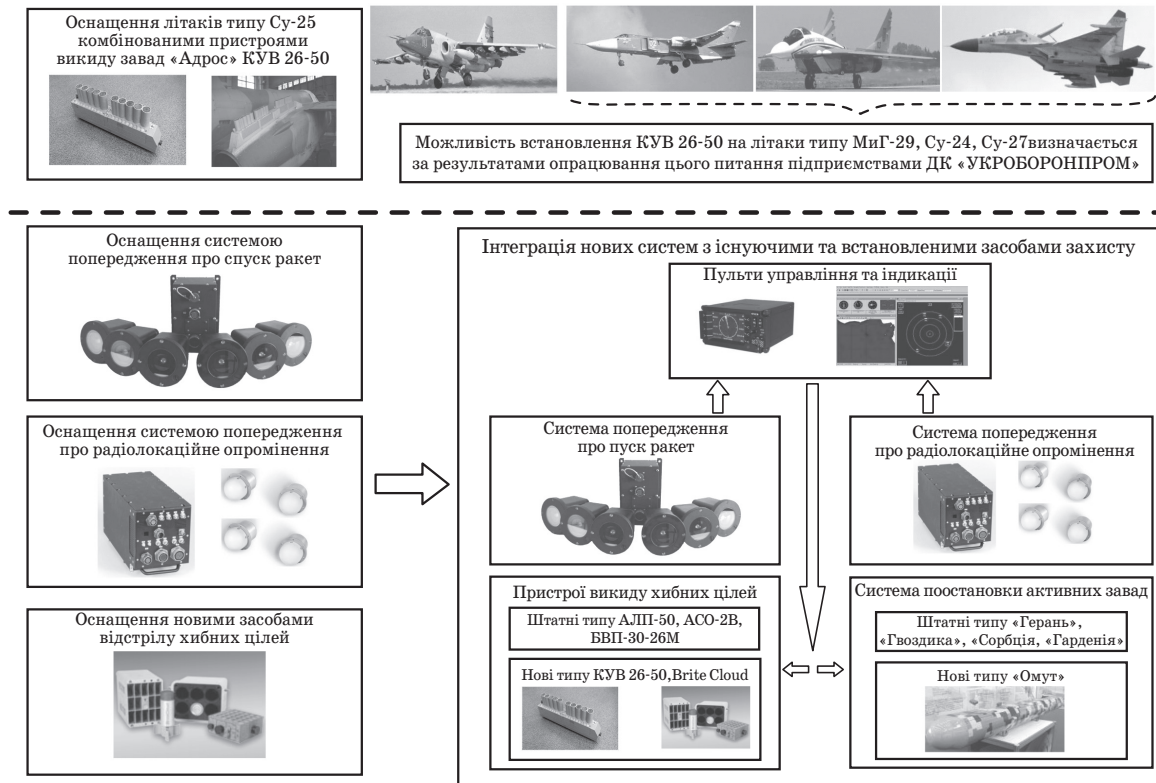 Оснащення літаків типу Су-25
комбінованими пристроями
викиду завад «Адрос» КУВ 26-50
Можливість встановлення КУВ 26-50 на літаки типу МиГ-29, Су-24, Су-27визначається
за результатами опрацювання цього питання підприємствами ДК «УКРОБОРОНПРОМ»
Оснащення системою
попередження про спуск ракет
Оснащення системою попередження
про радіолокаційне опромінення
Оснащення новими засобами
відстрілу хибних цілей
Інтеграція нових систем з існуючими та встановленими засобами захисту
Пульти управління та індикації
Система попередження
про пуск ракет
Система попередження
про радіолокаційне опромінення
Пристрої викиду хибних цілей
Штатні типу АЛП-50, АСО-2В,
БВП-30-26М
Нові типу КУВ 26-50,Brite Cloud
Система поостановки активних завад
Штатні типу «Герань»,
«Гвоздика», «Сорбція, «Гарденія»
Нові типу «Омут»